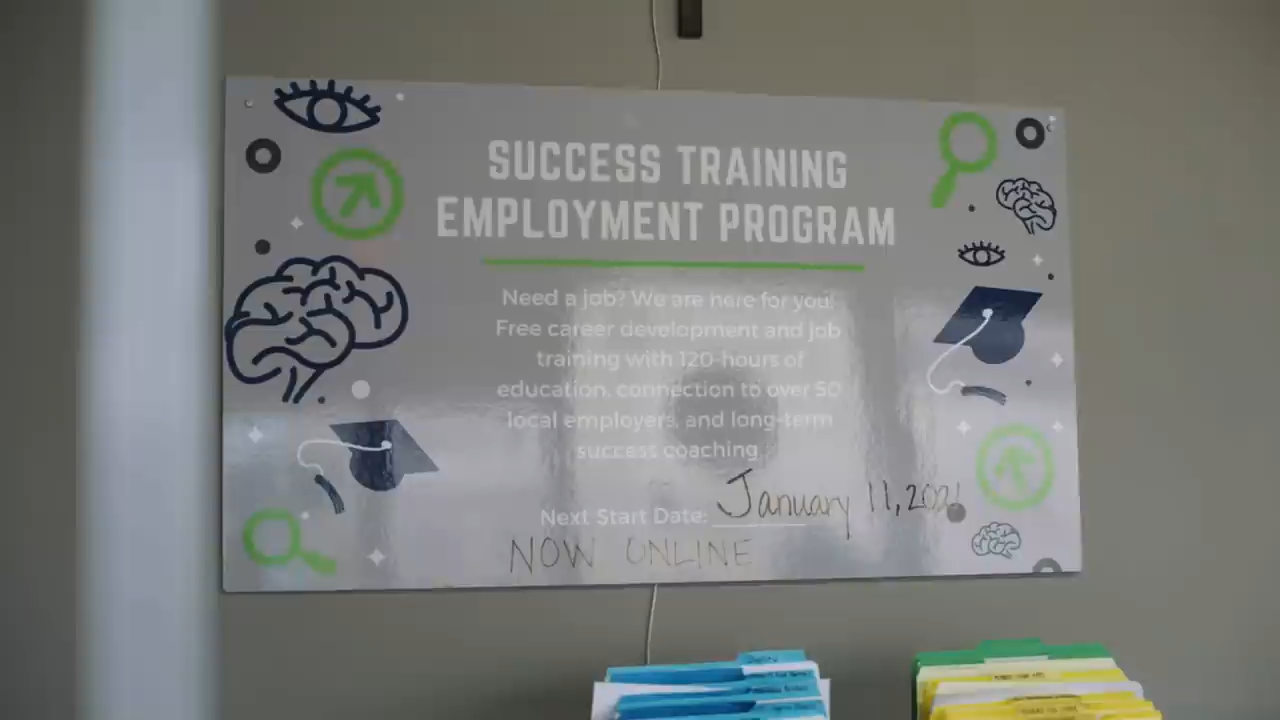 SUCCESS TRAINING
EMPLOYMENT PROGRAM
Need a job? We are here for you!
Free career development and job
training with 120-hours of
education, connection to over 50
local employers, and long-term
success coaching
Next Start Date: January 11, 2021
NOW ONLINE